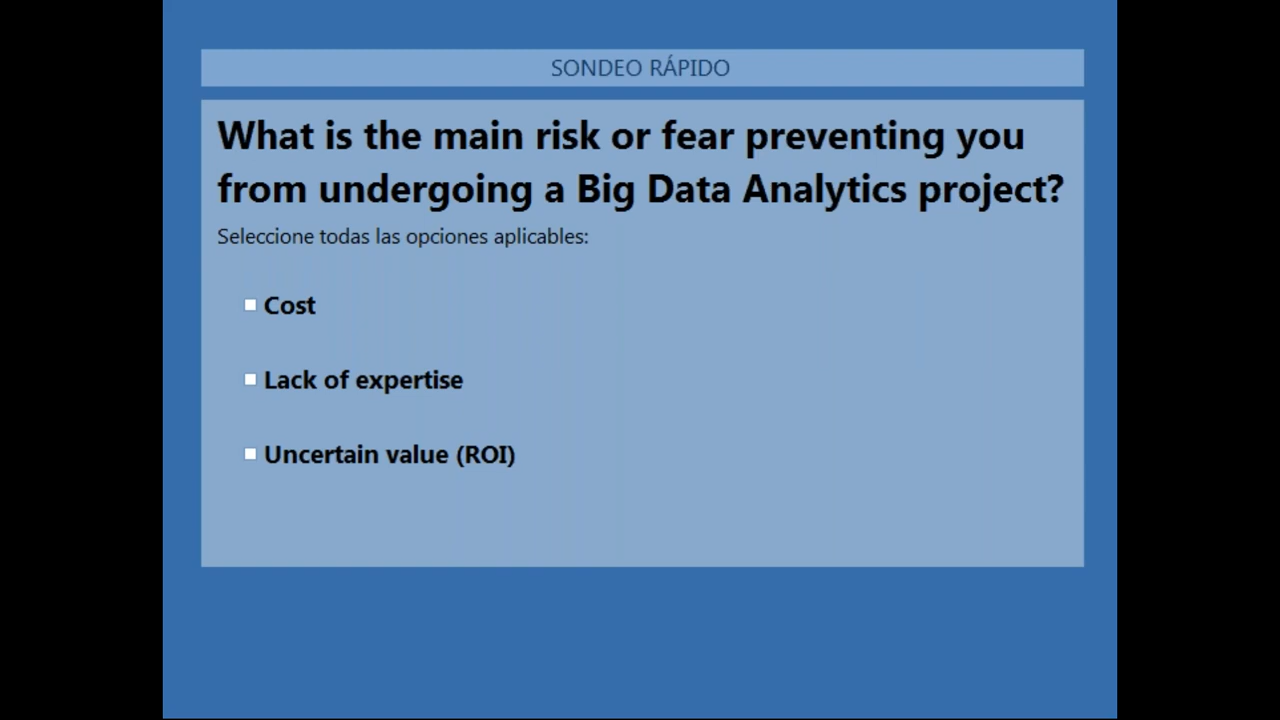 SONDEO RÁPIDO
What is the main risk or fear preventing you
from undergoing a Big Data Analytics project?
Seleccione todas las opciones aplicables:
Cost
Lack of expertise
Uncertain value (ROI)